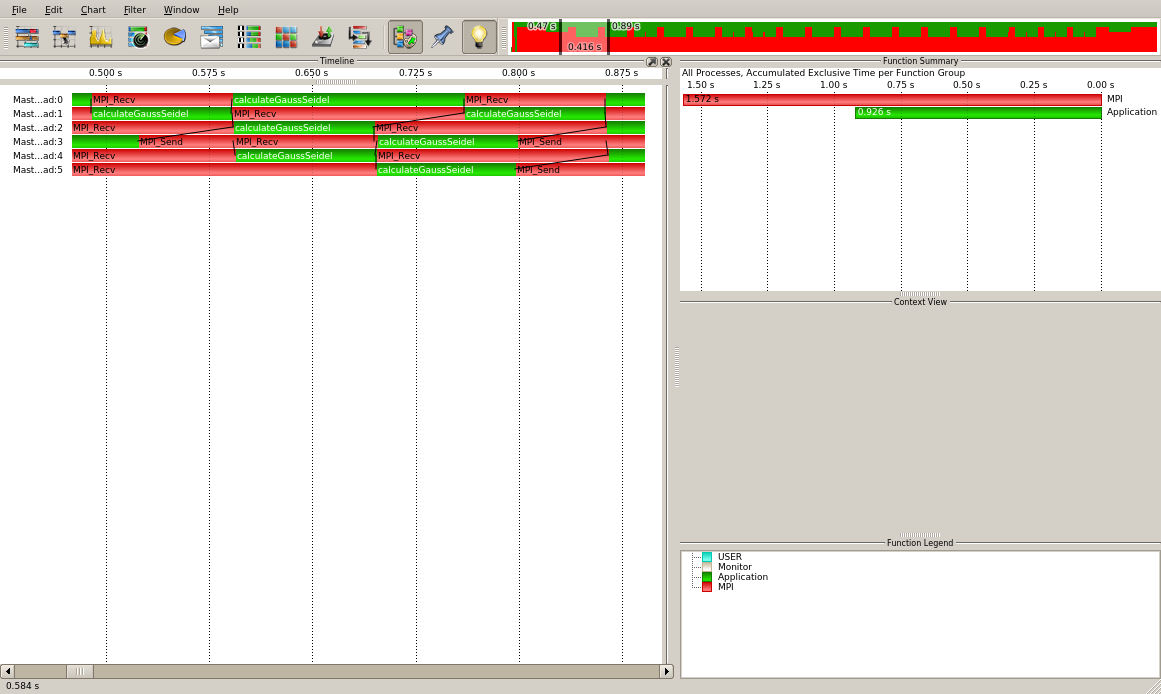 File Edit Chart Filter Window Help
0.47 s 0.89 s
0.416 s
Timeline
0.500 s 0.575 s 0.650 s 0.725 s 0.800 s 0.875 s
Mast...ad:0 MPI_Recv calculateGaussSeidel MPI_Recv
Mast...ad:1 calculateGaussSeidel MPI_Recv calculateGaussSeidel
Mast...ad:2 MPI_Recv calculateGaussSeidel MPI_Recv
Mast...ad:3 MPI_Send MPI_Recv calculateGaussSeidel MPI_Send
Mast...ad:4 MPI_Recv calculateGaussSeidel MPI_Recv
Mast...ad:5 MPI_Recv calculateGaussSeidel MPI_Send
Function Summary
All Processes, Accumulated Exclusive Time per Function Group
1.50 s 1.25 s 1.00 s 0.75 s 0.50 s 0.25 s 0.00 s
1.572 s MPI
0.926 s Application
Context View
Function Legend
USER
Monitor
Application
MPI
0.584 s